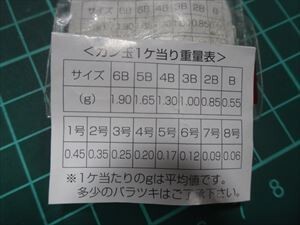 <ガン玉1ケ当り重量表>
サイズ 6B 5B 4B 3B 2B B
(g) 1.90 1.65 1.30 1.00 0.85 0.55
1号 2号 3号 4号 5号 6号 7号 8号
0.45 0.35 0.25 0.20 0.17 0.12 0.09 0.06
※1ケ当たりのgは平均値です。
多少のバラツキはご了承下さい。
8